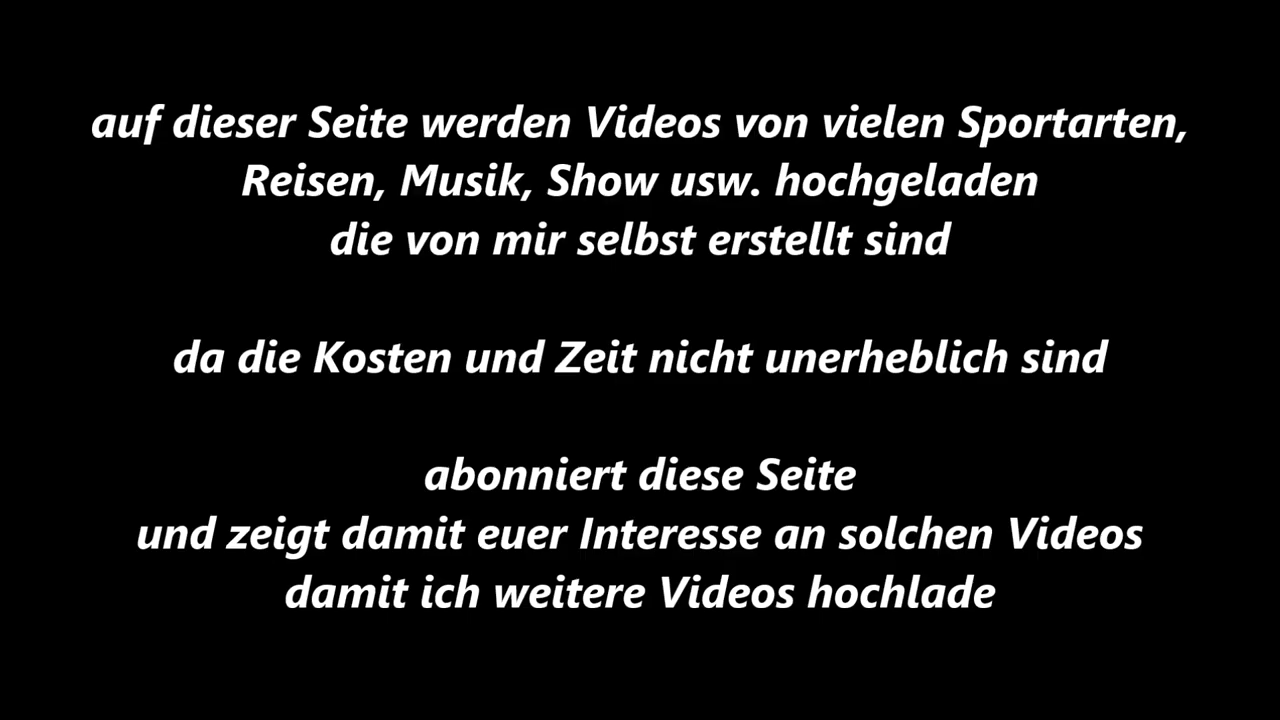 auf dieser Seite werden Videos von vielen Sportarten,
Reisen, Musik, Show usw. hochgeladen
die von mir selbst erstellt sind
da die Kosten und Zeit nicht unerheblich sind
abonniert diese Seite
und zeigt damit euer Interesse an solchen Videos
damit ich weitere Videos hochlade